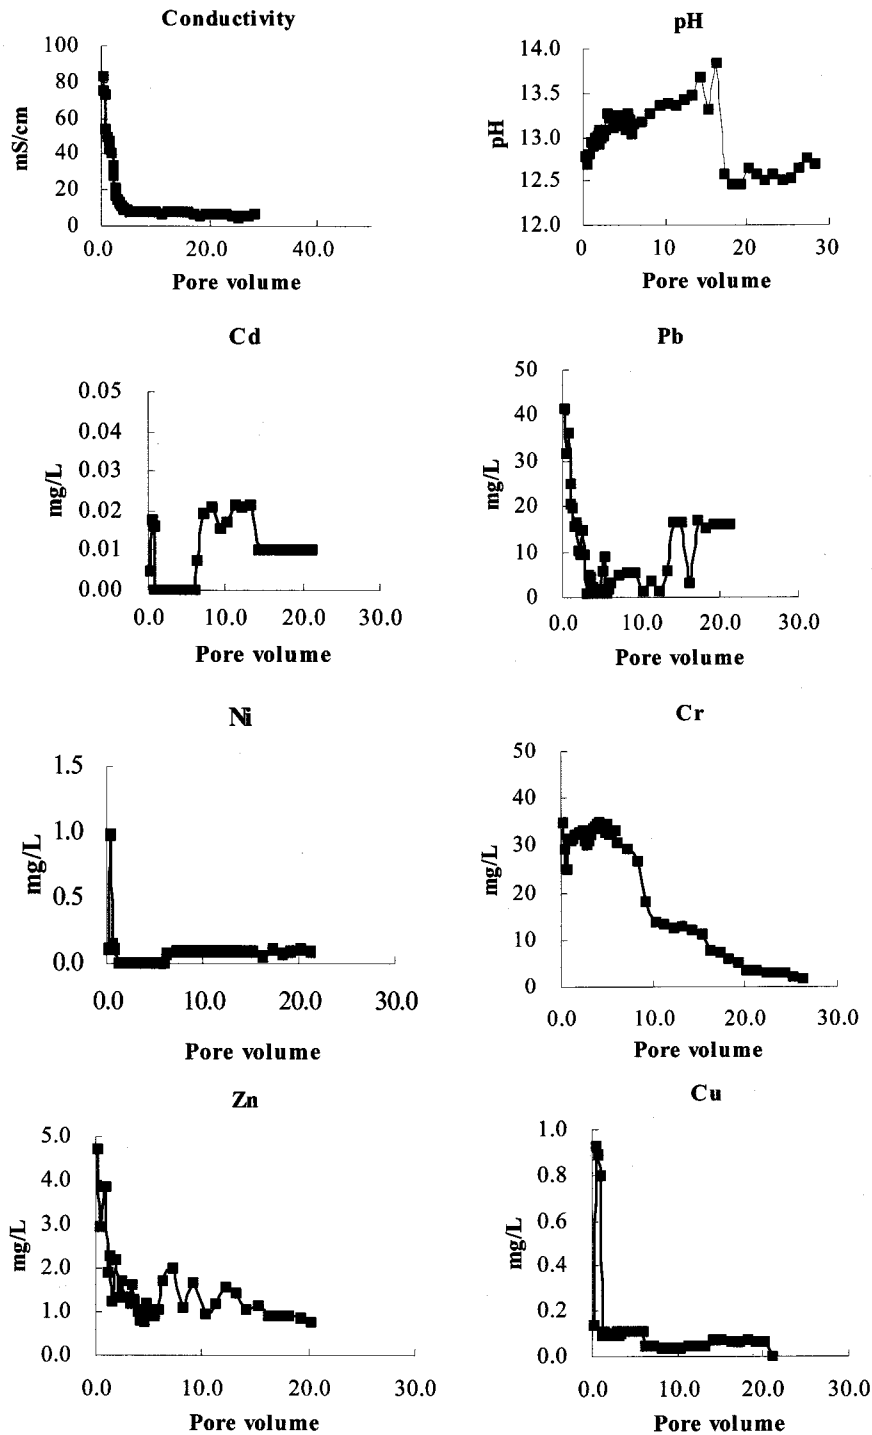 Conductivity
100
80
60
40
20
0
mS/cm
0.0 20.0 40.0
Pore volume
pH
14.0
13.5
13.0
12.5
12.0
pH
0 10 20 30
Pore volume
Cd
0.05
0.04
0.03
0.02
0.01
0.00
mg/L
0.0 10.0 20.0 30.0
Pore volume
Pb
50
40
30
20
10
0
mg/L
0.0 10.0 20.0 30.0
Pore volume
Ni
1.5
1.0
0.5
0.0
mg/L
0.0 10.0 20.0 30.0
Pore volume
Cr
50
40
30
20
10
0
mg/L
0.0 10.0 20.0 30.0
Pore volume
Zn
5.0
4.0
3.0
2.0
1.0
0.0
mg/L
0.0 10.0 20.0 30.0
Pore volume
Cu
1.0
0.8
0.6
0.4
0.2
0.0
mg/L
0.0 10.0 20.0 30.0
Pore volume